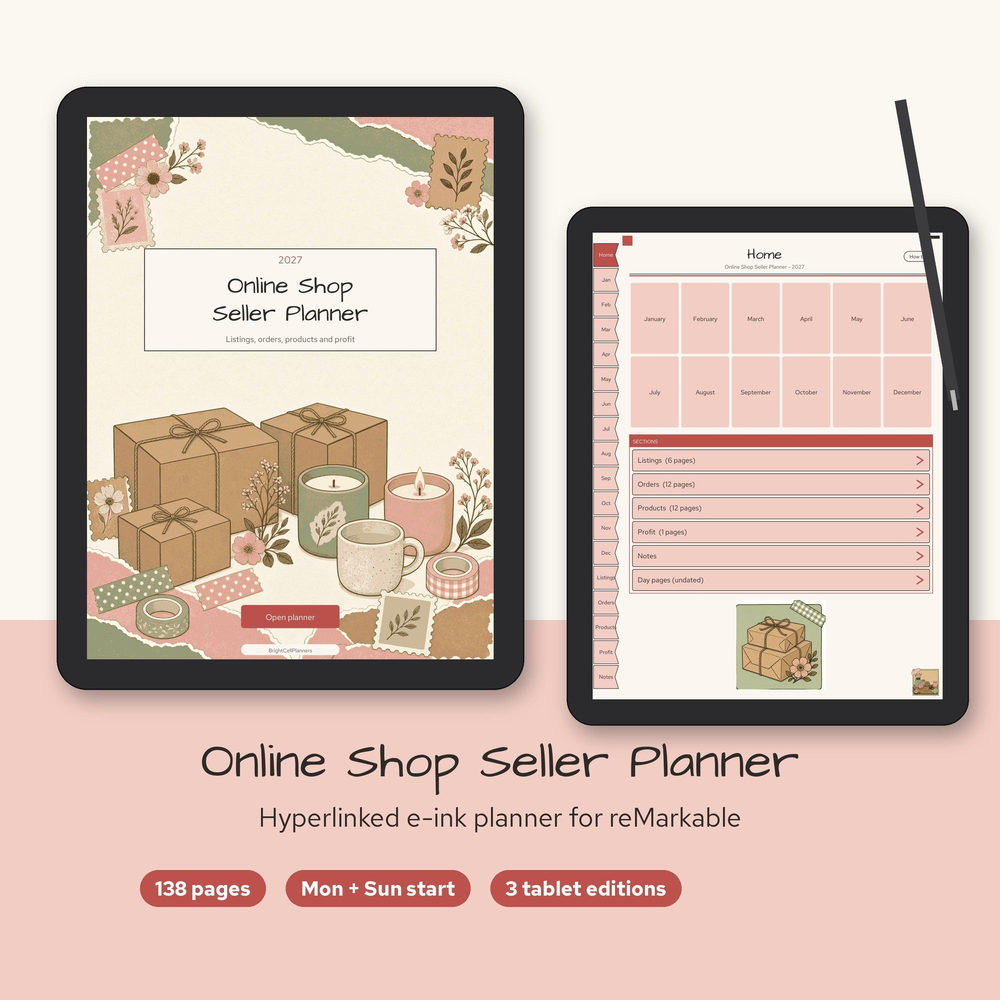 2027
Online Shop
Seller Planner
Listings, orders, products and profit
Open planner
BrightCatPlanners
Home
Online Shop Seller Planner - 2027
How
Home
Jan
Feb
Mar
Apr
May
Jun
Jul
Aug
Sep
Oct
Nov
Dec
Listings
Orders
Products
Profit
Notes
January
February
March
April
May
June
July
August
September
October
November
December
SECTIONS
Listings (6 pages)
Orders (12 pages)
Products (12 pages)
Profit (1 pages)
Notes
Day pages (undated)
Online Shop Seller Planner
Hyperlinked e-ink planner for reMarkable
138 pages
Mon + Sun start
3 tablet editions